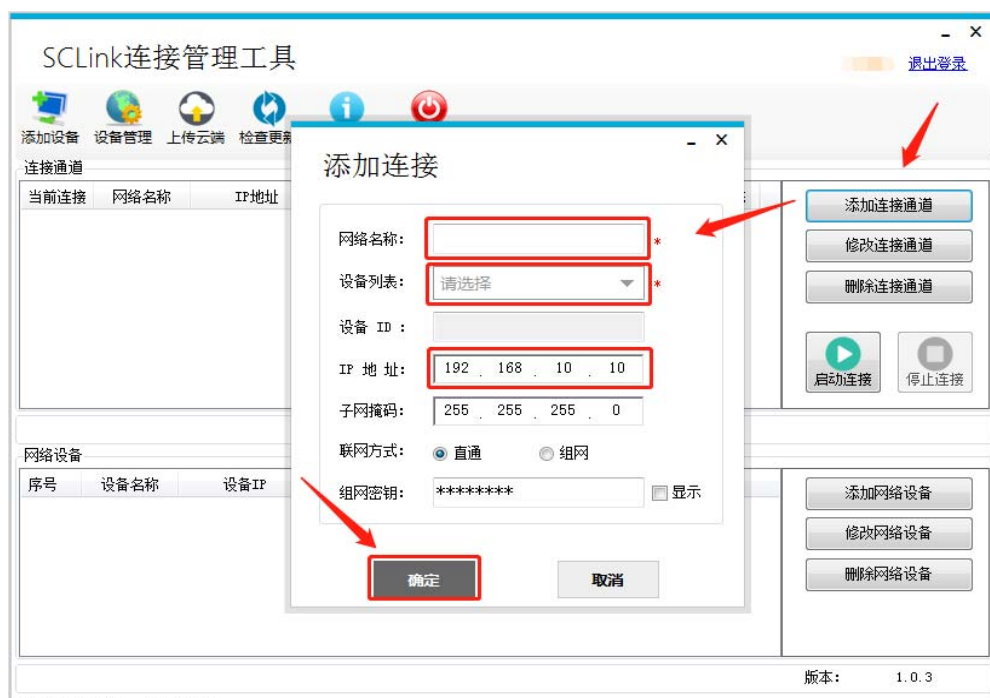 SCLink连接管理工具
退出登录
添加设备 设备管理 上传云端 检查更新
连接通道
当前连接 网络名称 IP地址
添加连接通道
修改连接通道
删除连接通道
启动连接 停止连接
添加连接
网络名称： *
设备列表： 请选择 *
设备 ID :
IP 地 址: 192 . 168 . 10 . 10
子网掩码: 255 . 255 . 255 . 0
联网方式: 直通 组网
组网密钥: ******** 显示
确定 取消
网络设备
序号 设备名称 设备IP
添加网络设备
修改网络设备
删除网络设备
版本: 1.0.3